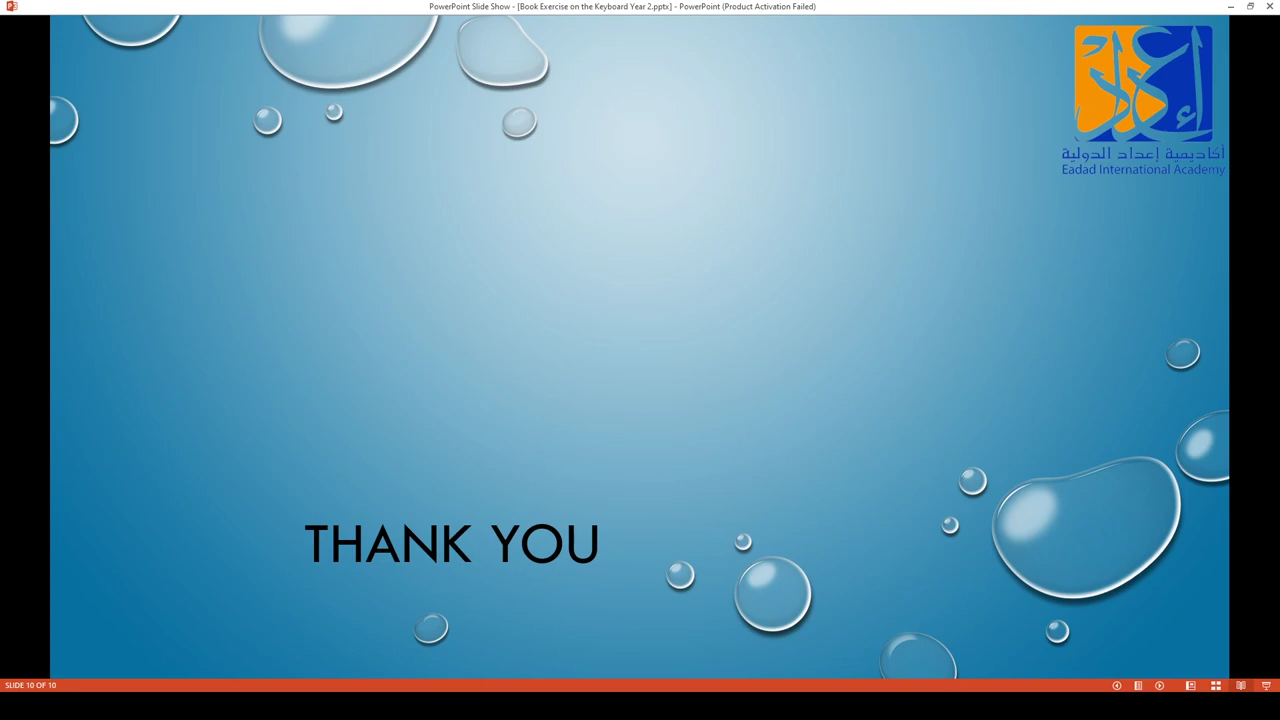 PowerPoint Slide Show - [Book Exercise on the Keyboard Year 2.pptx] - PowerPoint (Product Activation Failed)
إعداد
أكاديمية إعداد الدولية
Eadad International Academy
THANK YOU
SLIDE 10 OF 10